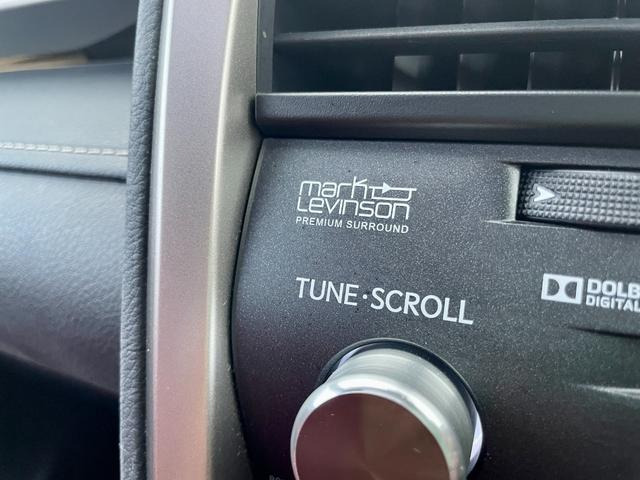 mark
Levinson
PREMIUM SURROUND
TUNE·SCROLL
DOLB
DIGITAL